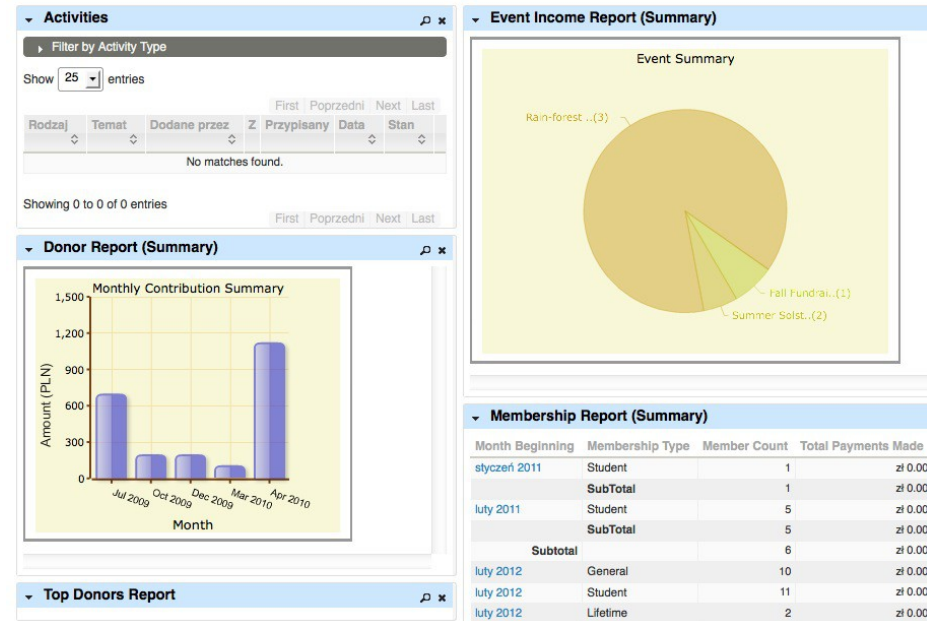 Activities
Filter by Activity Type
Show 25 entries
First Poprzedni Next Last
Rodzaj Temat Dodane przez Z Przypisany Data Stan
No matches found.
Showing 0 to 0 of 0 entries
First Poprzedni Next Last
Donor Report (Summary)
Monthly Contribution Summary
1,500
1,200
900
600
300
0
Amount (PLN)
Jul 2009 Oct 2009 Dec 2009 Mar 2010 Apr 2010
Month
Top Donors Report
Event Income Report (Summary)
Event Summary
Rain-forest ..(3)
Fall Fundrai..(1)
Summer Solst..(2)
Membership Report (Summary)
Month Beginning Membership Type Member Count Total Payments Made
styczeń 2011 Student 1 zł 0.00
SubTotal 1 zł 0.00
luty 2011 Student 5 zł 0.00
SubTotal 5 zł 0.00
Subtotal 6 zł 0.00
luty 2012 General 10 zł 0.00
luty 2012 Student 11 zł 0.00
luty 2012 Lifetime 2 zł 0.00